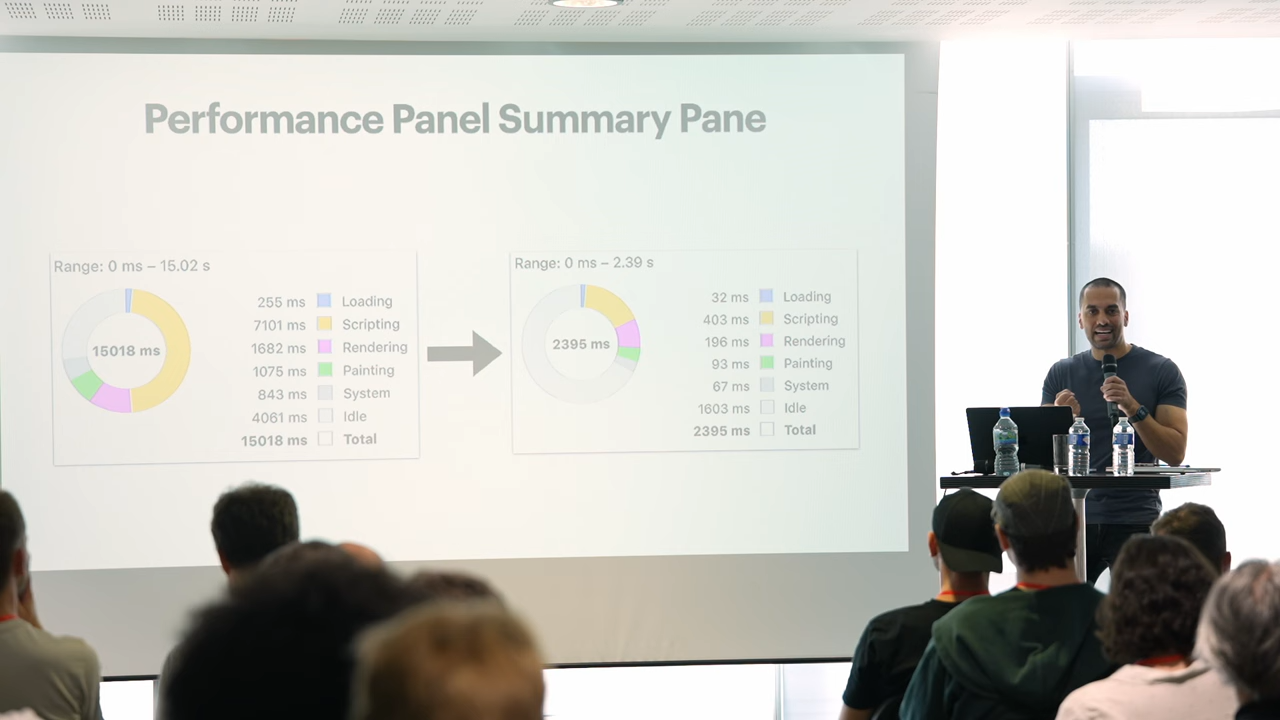 Performance Panel Summary Pane
Range: 0 ms – 15.02 s
15018 ms
255 ms Loading
7101 ms Scripting
1682 ms Rendering
1075 ms Painting
843 ms System
4061 ms Idle
15018 ms Total
Range: 0 ms – 2.39 s
2395 ms
32 ms Loading
403 ms Scripting
196 ms Rendering
93 ms Painting
67 ms System
1603 ms Idle
2395 ms Total